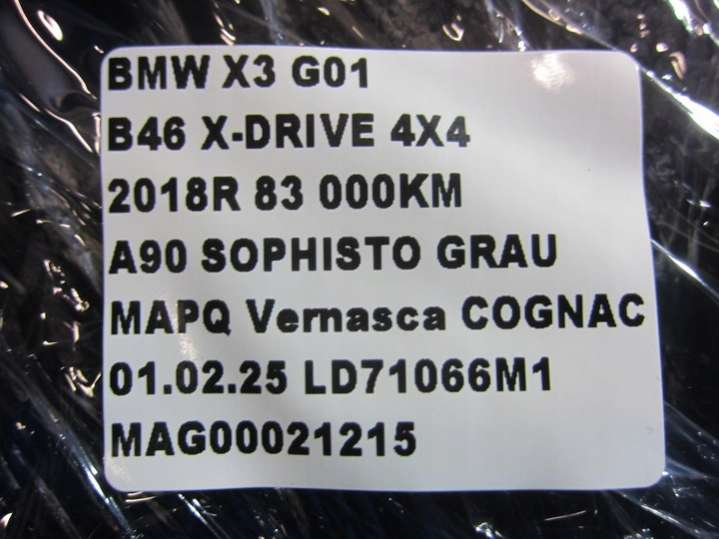 BMW X3 G01
B46 X-DRIVE 4X4
2018R 83 000KM
A90 SOPHISTO GRAU
MAPQ Vernasca COGNAC
01.02.25 LD71066M1
MAG00021215